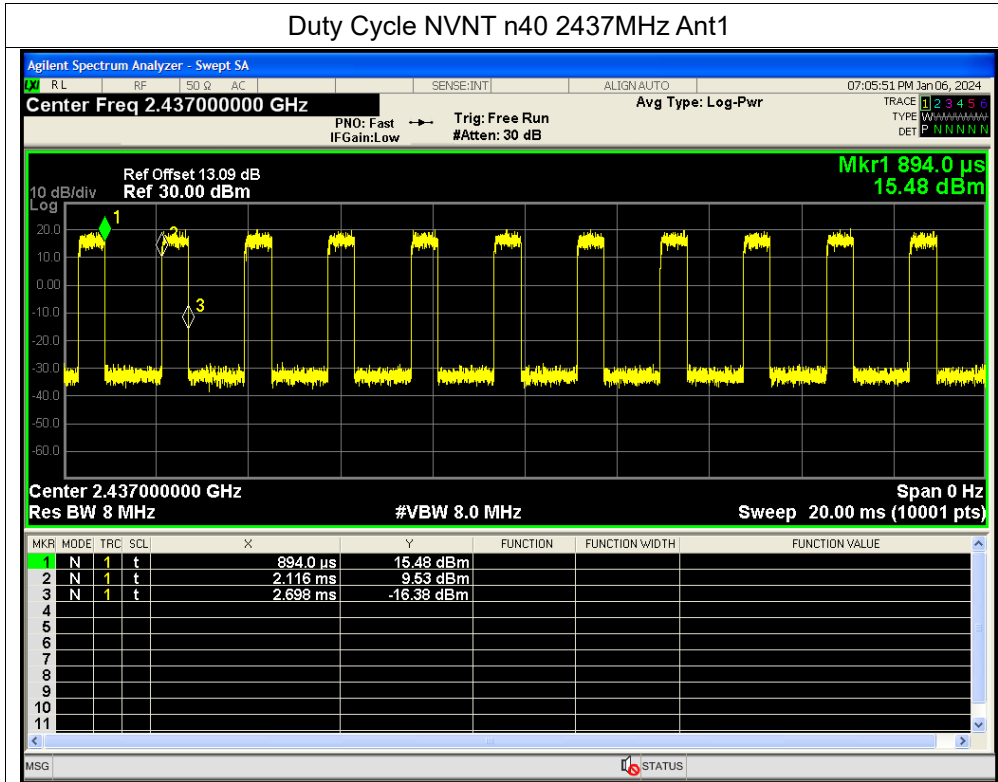 Duty Cycle NVNT n40 2437MHz Ant1
Agilent Spectrum Analyzer - Swept SA
LXI RL RF 50 Ω AC SENSE:INT ALIGNAUTO 07:05:51 PM Jan 06, 2024
Center Freq 2.437000000 GHz Avg Type: Log-Pwr TRACE 1 2 3 4 5 6
PNO: Fast Trig: Free Run TYPE W
IFGain:Low #Atten: 30 dB DET P N N N N N
Mkr1 894.0 µs
15.48 dBm
Ref Offset 13.09 dB
10 dB/div Ref 30.00 dBm
Log
20.0
10.0
0.00
-10.0
-20.0
-30.0
-40.0
-50.0
-60.0
1
2
3
Center 2.437000000 GHz Span 0 Hz
Res BW 8 MHz #VBW 8.0 MHz Sweep 20.00 ms (10001 pts)
MKR MODE TRC SCL X Y FUNCTION FUNCTION WIDTH FUNCTION VALUE
1 N 1 t 894.0 µs 15.48 dBm
2 N 1 t 2.116 ms 9.53 dBm
3 N 1 t 2.698 ms -16.38 dBm
4
5
6
7
8
9
10
11
MSG STATUS